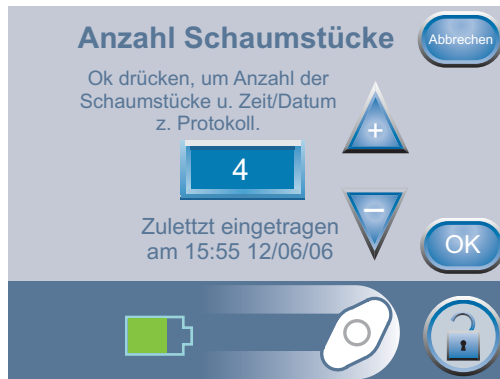 Anzahl Schaumstücke
Abbrechen
Ok drücken, um Anzahl der
Schaumstücke u. Zeit/Datum
z. Protokoll.
+
4
−
Zulettzt eingetragen
am 15:55 12/06/06
OK